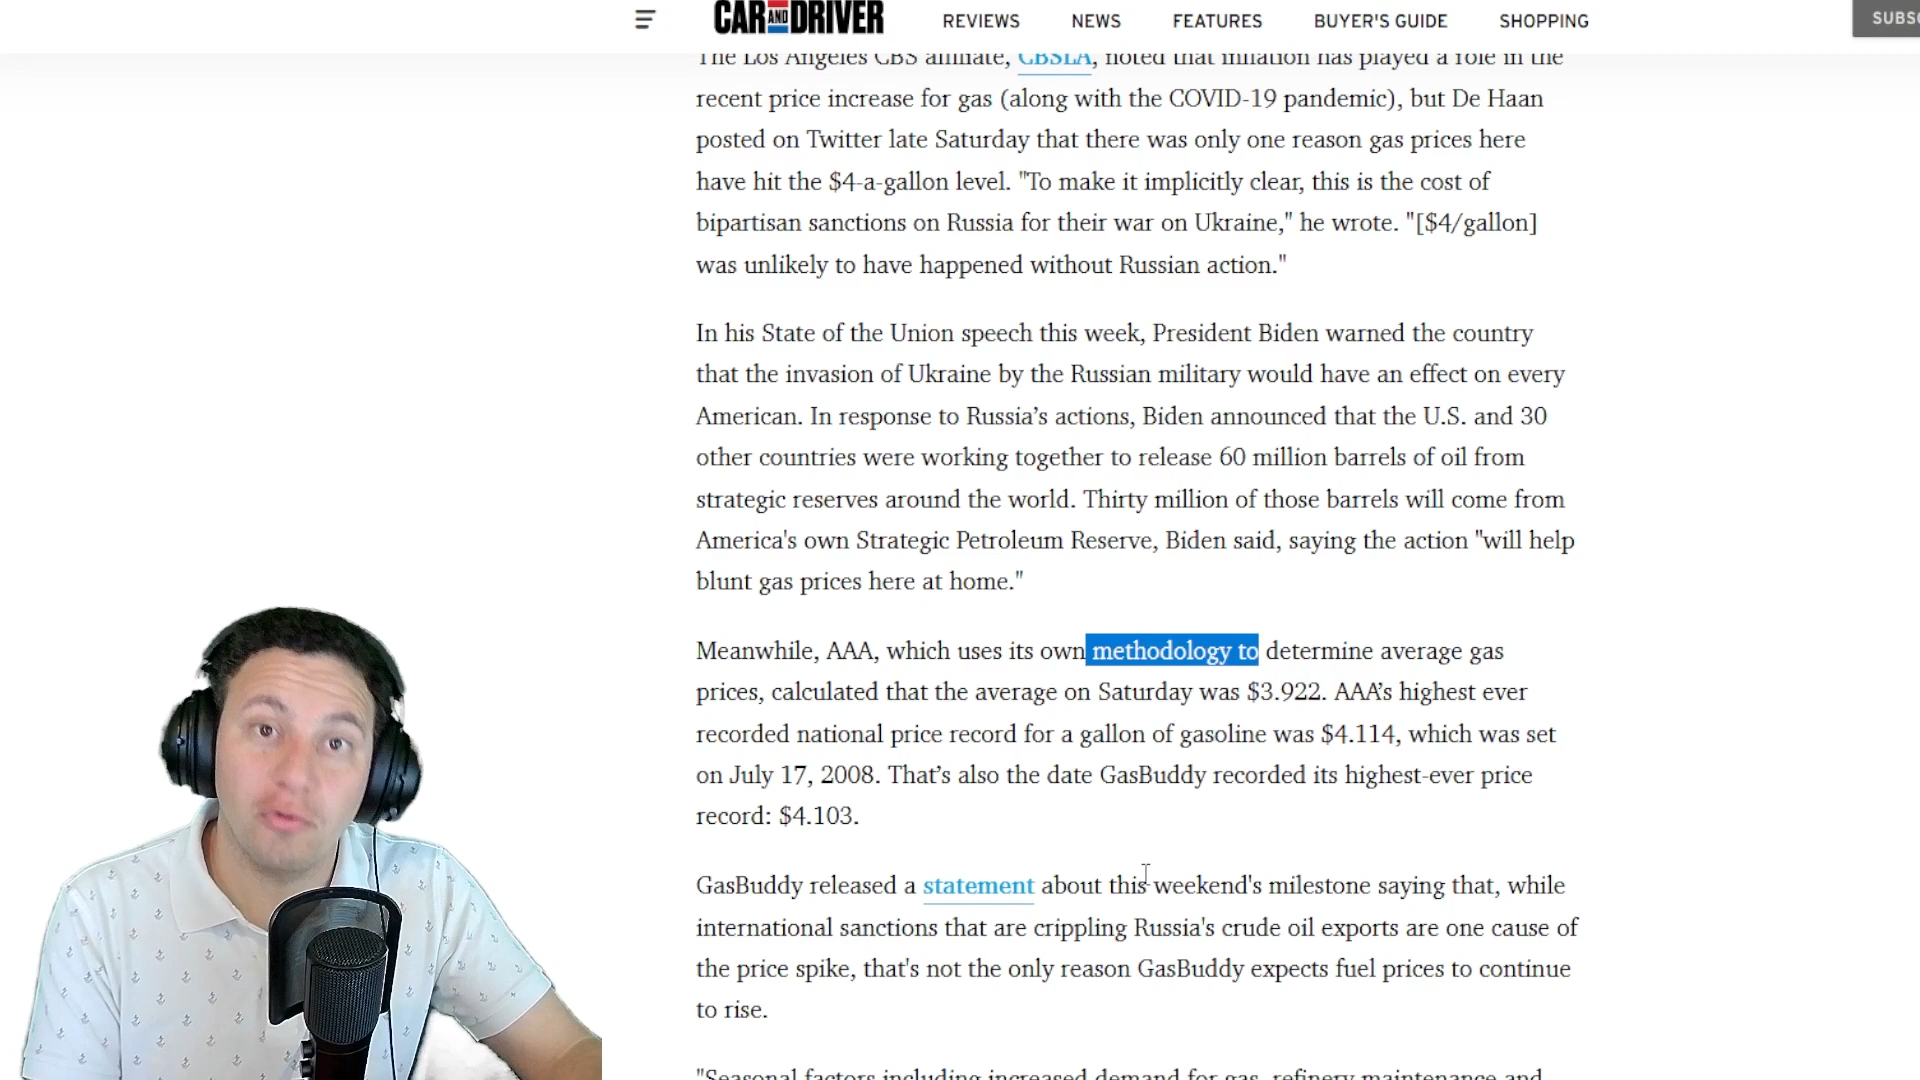 CAR AND DRIVER
REVIEWS
NEWS
FEATURES
BUYER'S GUIDE
SHOPPING
SUBSC
The Los Angeles CBS affiliate, CBSLA, noted that inflation has played a role in the
recent price increase for gas (along with the COVID-19 pandemic), but De Haan
posted on Twitter late Saturday that there was only one reason gas prices here
have hit the $4-a-gallon level. "To make it implicitly clear, this is the cost of
bipartisan sanctions on Russia for their war on Ukraine," he wrote. "[$4/gallon]
was unlikely to have happened without Russian action."
In his State of the Union speech this week, President Biden warned the country
that the invasion of Ukraine by the Russian military would have an effect on every
American. In response to Russia’s actions, Biden announced that the U.S. and 30
other countries were working together to release 60 million barrels of oil from
strategic reserves around the world. Thirty million of those barrels will come from
America's own Strategic Petroleum Reserve, Biden said, saying the action "will help
blunt gas prices here at home."
Meanwhile, AAA, which uses its own methodology to determine average gas
prices, calculated that the average on Saturday was $3.922. AAA’s highest ever
recorded national price record for a gallon of gasoline was $4.114, which was set
on July 17, 2008. That’s also the date GasBuddy recorded its highest-ever price
record: $4.103.
GasBuddy released a statement about this weekend's milestone saying that, while
international sanctions that are crippling Russia's crude oil exports are one cause of
the price spike, that's not the only reason GasBuddy expects fuel prices to continue
to rise.
"Seasonal factors including increased demand for gas, refinery maintenance and